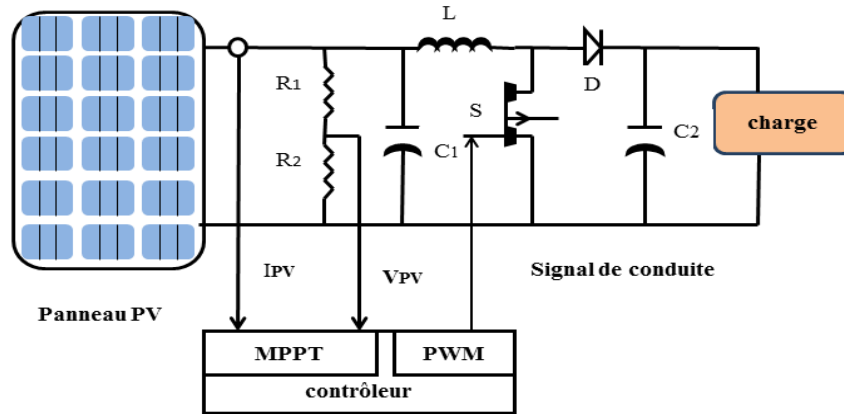 L
R1
S
D
charge
C1
C2
R2
IPV
VPV
Signal de conduite
Panneau PV
MPPT
PWM
contrôleur